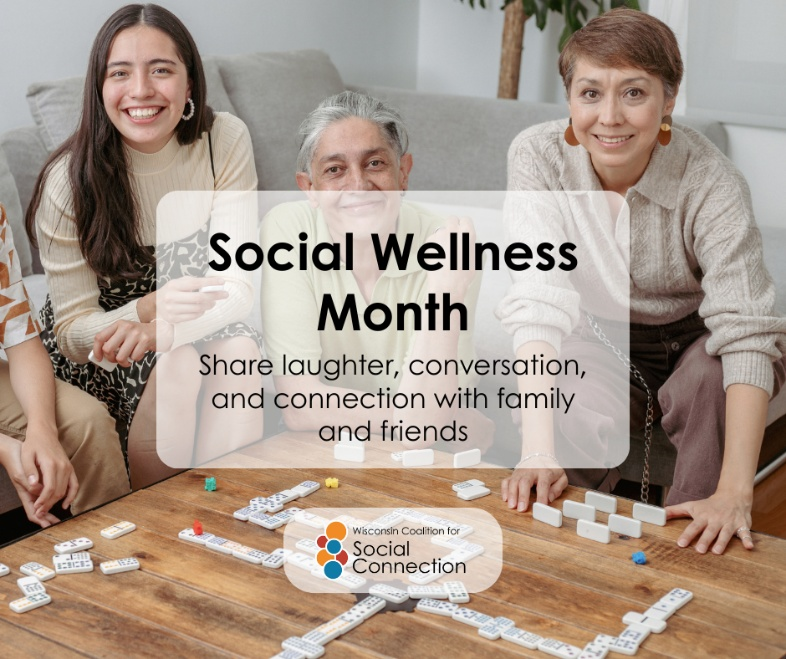 Social Wellness
Month
Share laughter, conversation,
and connection with family
and friends
Wisconsin Coalition for
Social
Connection